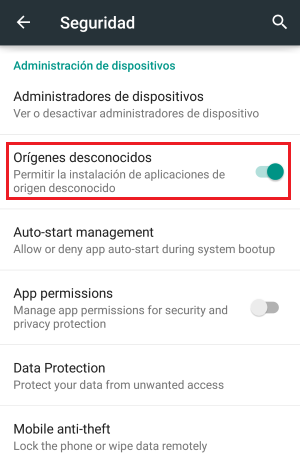 Seguridad
Administración de dispositivos
Administradores de dispositivos
Ver o desactivar administradores de dispositivo
Orígenes desconocidos
Permitir la instalación de aplicaciones de
origen desconocido
Auto-start management
Allow or deny app auto-start during system bootup
App permissions
Manage app permissions for security and
privacy protection
Data Protection
Protect your data from unwanted access
Mobile anti-theft
Lock the phone or wipe data remotely